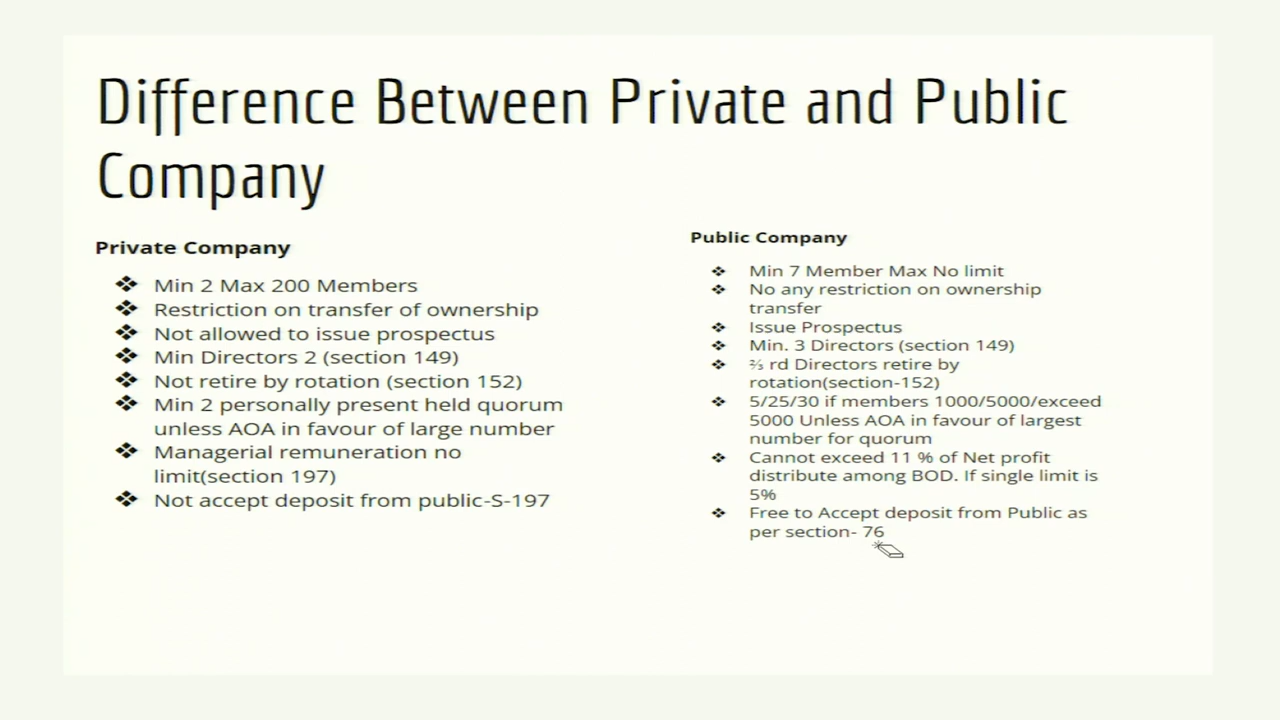 Difference Between Private and Public
Company
Private Company
❖ Min 2 Max 200 Members
❖ Restriction on transfer of ownership
❖ Not allowed to issue prospectus
❖ Min Directors 2 (section 149)
❖ Not retire by rotation (section 152)
❖ Min 2 personally present held quorum
unless AOA in favour of large number
❖ Managerial remuneration no
limit(section 197)
❖ Not accept deposit from public-S-197
Public Company
❖ Min 7 Member Max No limit
❖ No any restriction on ownership
transfer
❖ Issue Prospectus
❖ Min. 3 Directors (section 149)
❖ ⅔ rd Directors retire by
rotation(section-152)
❖ 5/25/30 if members 1000/5000/exceed
5000 Unless AOA in favour of largest
number for quorum
❖ Cannot exceed 11 % of Net profit
distribute among BOD. If single limit is
5%
❖ Free to Accept deposit from Public as
per section- 76